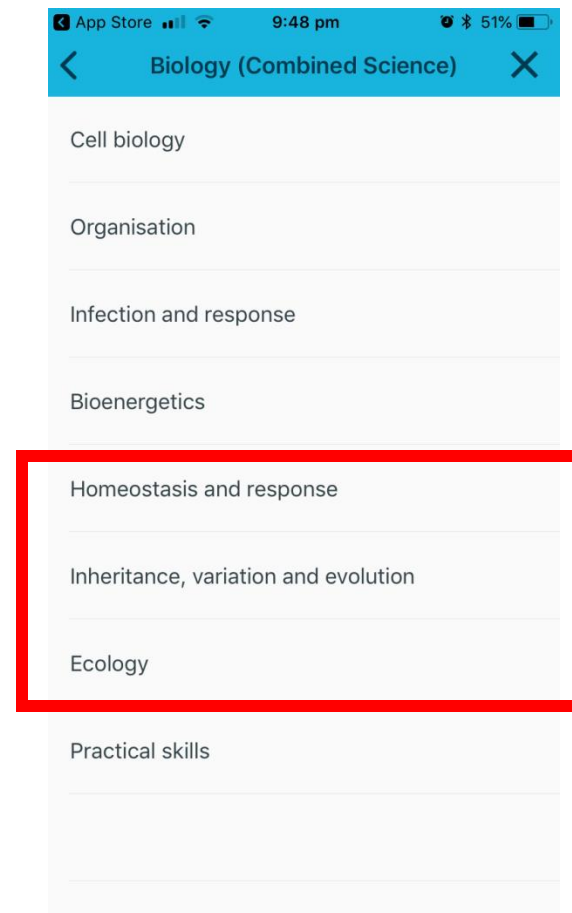 App Store 9:48 pm 51%
Biology (Combined Science)
Cell biology
Organisation
Infection and response
Bioenergetics
Homeostasis and response
Inheritance, variation and evolution
Ecology
Practical skills